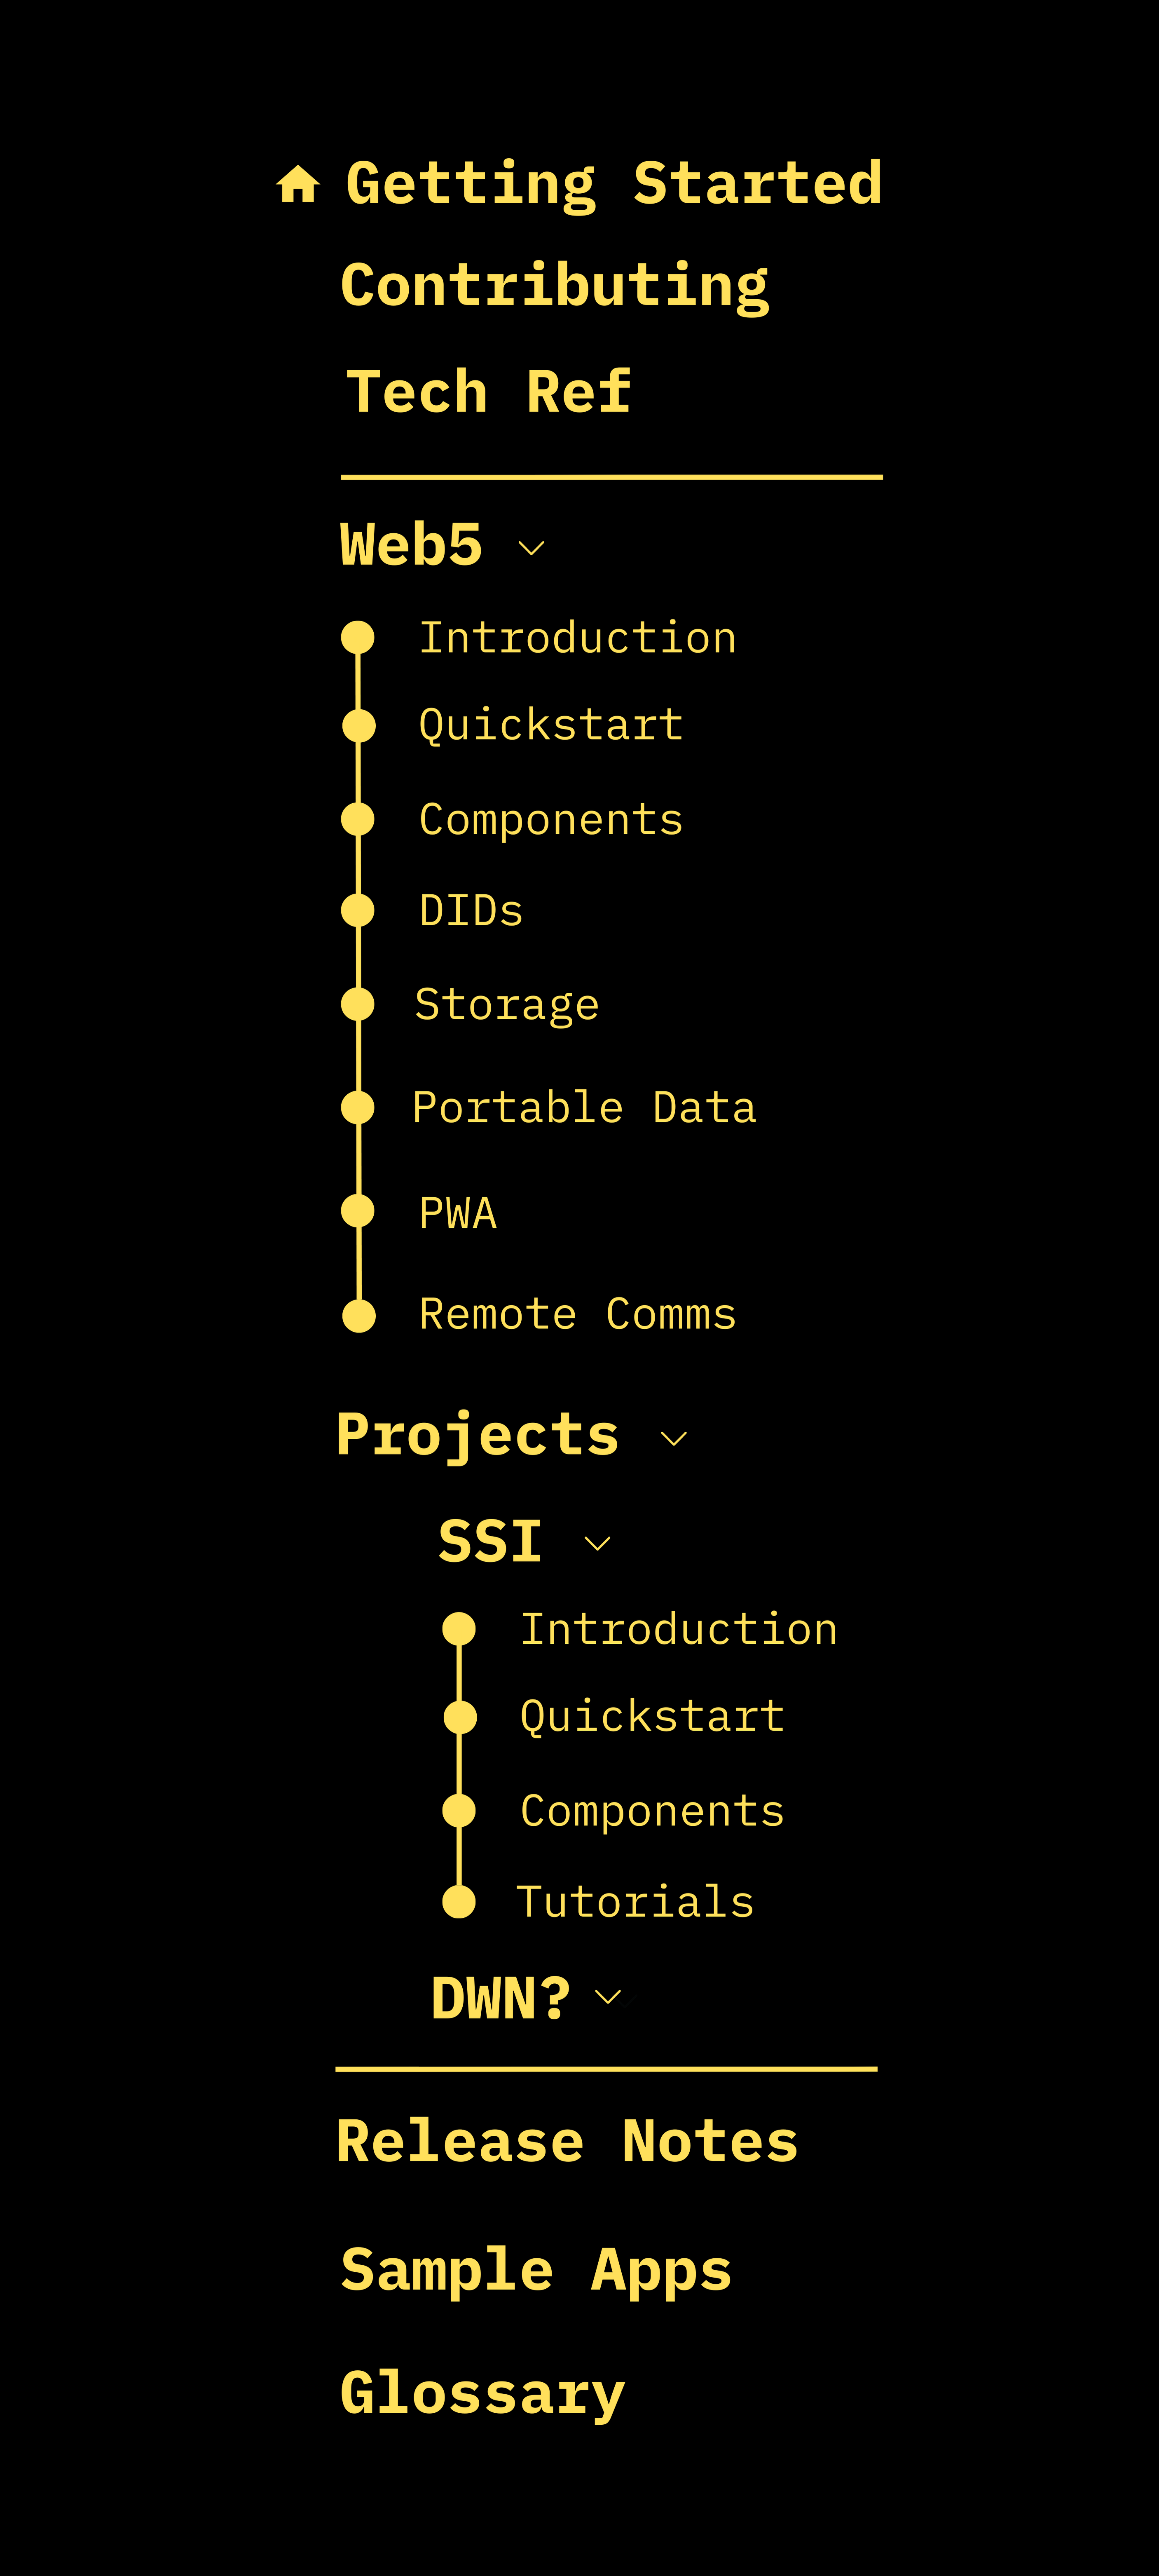 Getting Started
Contributing
Tech Ref
Web5
Introduction
Quickstart
Components
DIDs
Storage
Portable Data
PWA
Remote Comms
Projects
SSI
Introduction
Quickstart
Components
Tutorials
DWN?
Release Notes
Sample Apps
Glossary